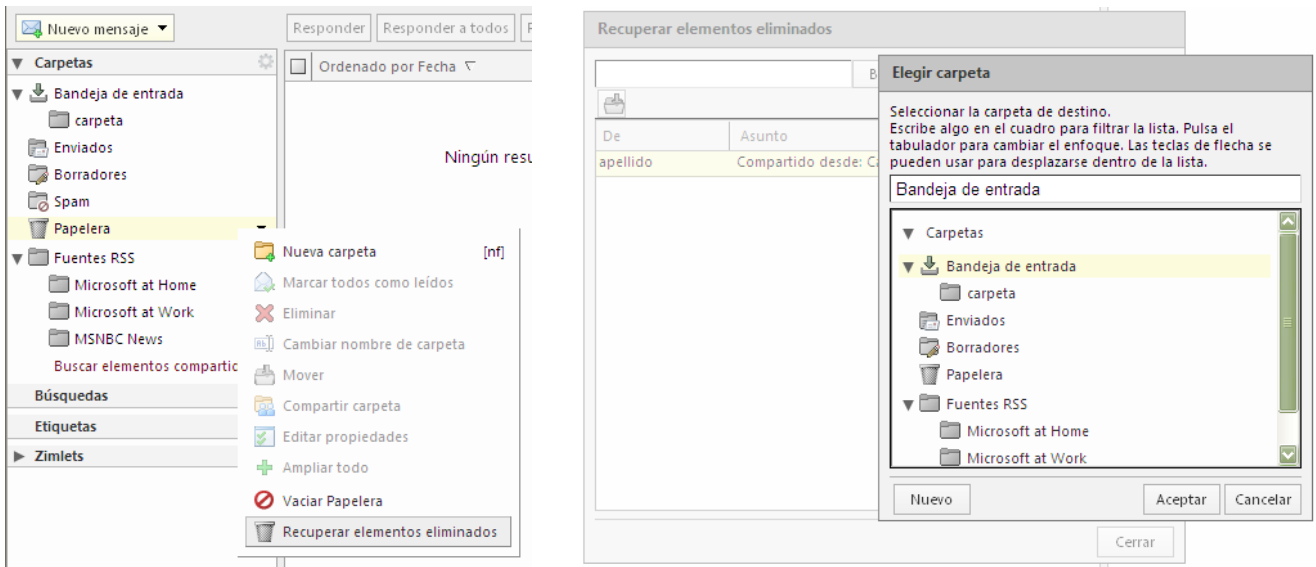 Nuevo mensaje
Responder
Responder a todos
Carpetas
Ordenado por Fecha
Bandeja de entrada
carpeta
Enviados
Borradores
Spam
Papelera
Fuentes RSS
Microsoft at Home
Microsoft at Work
MSNBC News
Buscar elementos compartic
Búsquedas
Etiquetas
Zimlets
Ningún resu
Nueva carpeta [nf]
Marcar todos como leídos
Eliminar
Cambiar nombre de carpeta
Mover
Compartir carpeta
Editar propiedades
Ampliar todo
Vaciar Papelera
Recuperar elementos eliminados
Recuperar elementos eliminados
B
De Asunto
apellido Compartido desde: Ca
Cerrar
Elegir carpeta
Seleccionar la carpeta de destino.
Escribe algo en el cuadro para filtrar la lista. Pulsa el
tabulador para cambiar el enfoque. Las teclas de flecha se
pueden usar para desplazarse dentro de la lista.
Bandeja de entrada
Carpetas
Bandeja de entrada
carpeta
Enviados
Borradores
Papelera
Fuentes RSS
Microsoft at Home
Microsoft at Work
Nuevo Aceptar Cancelar